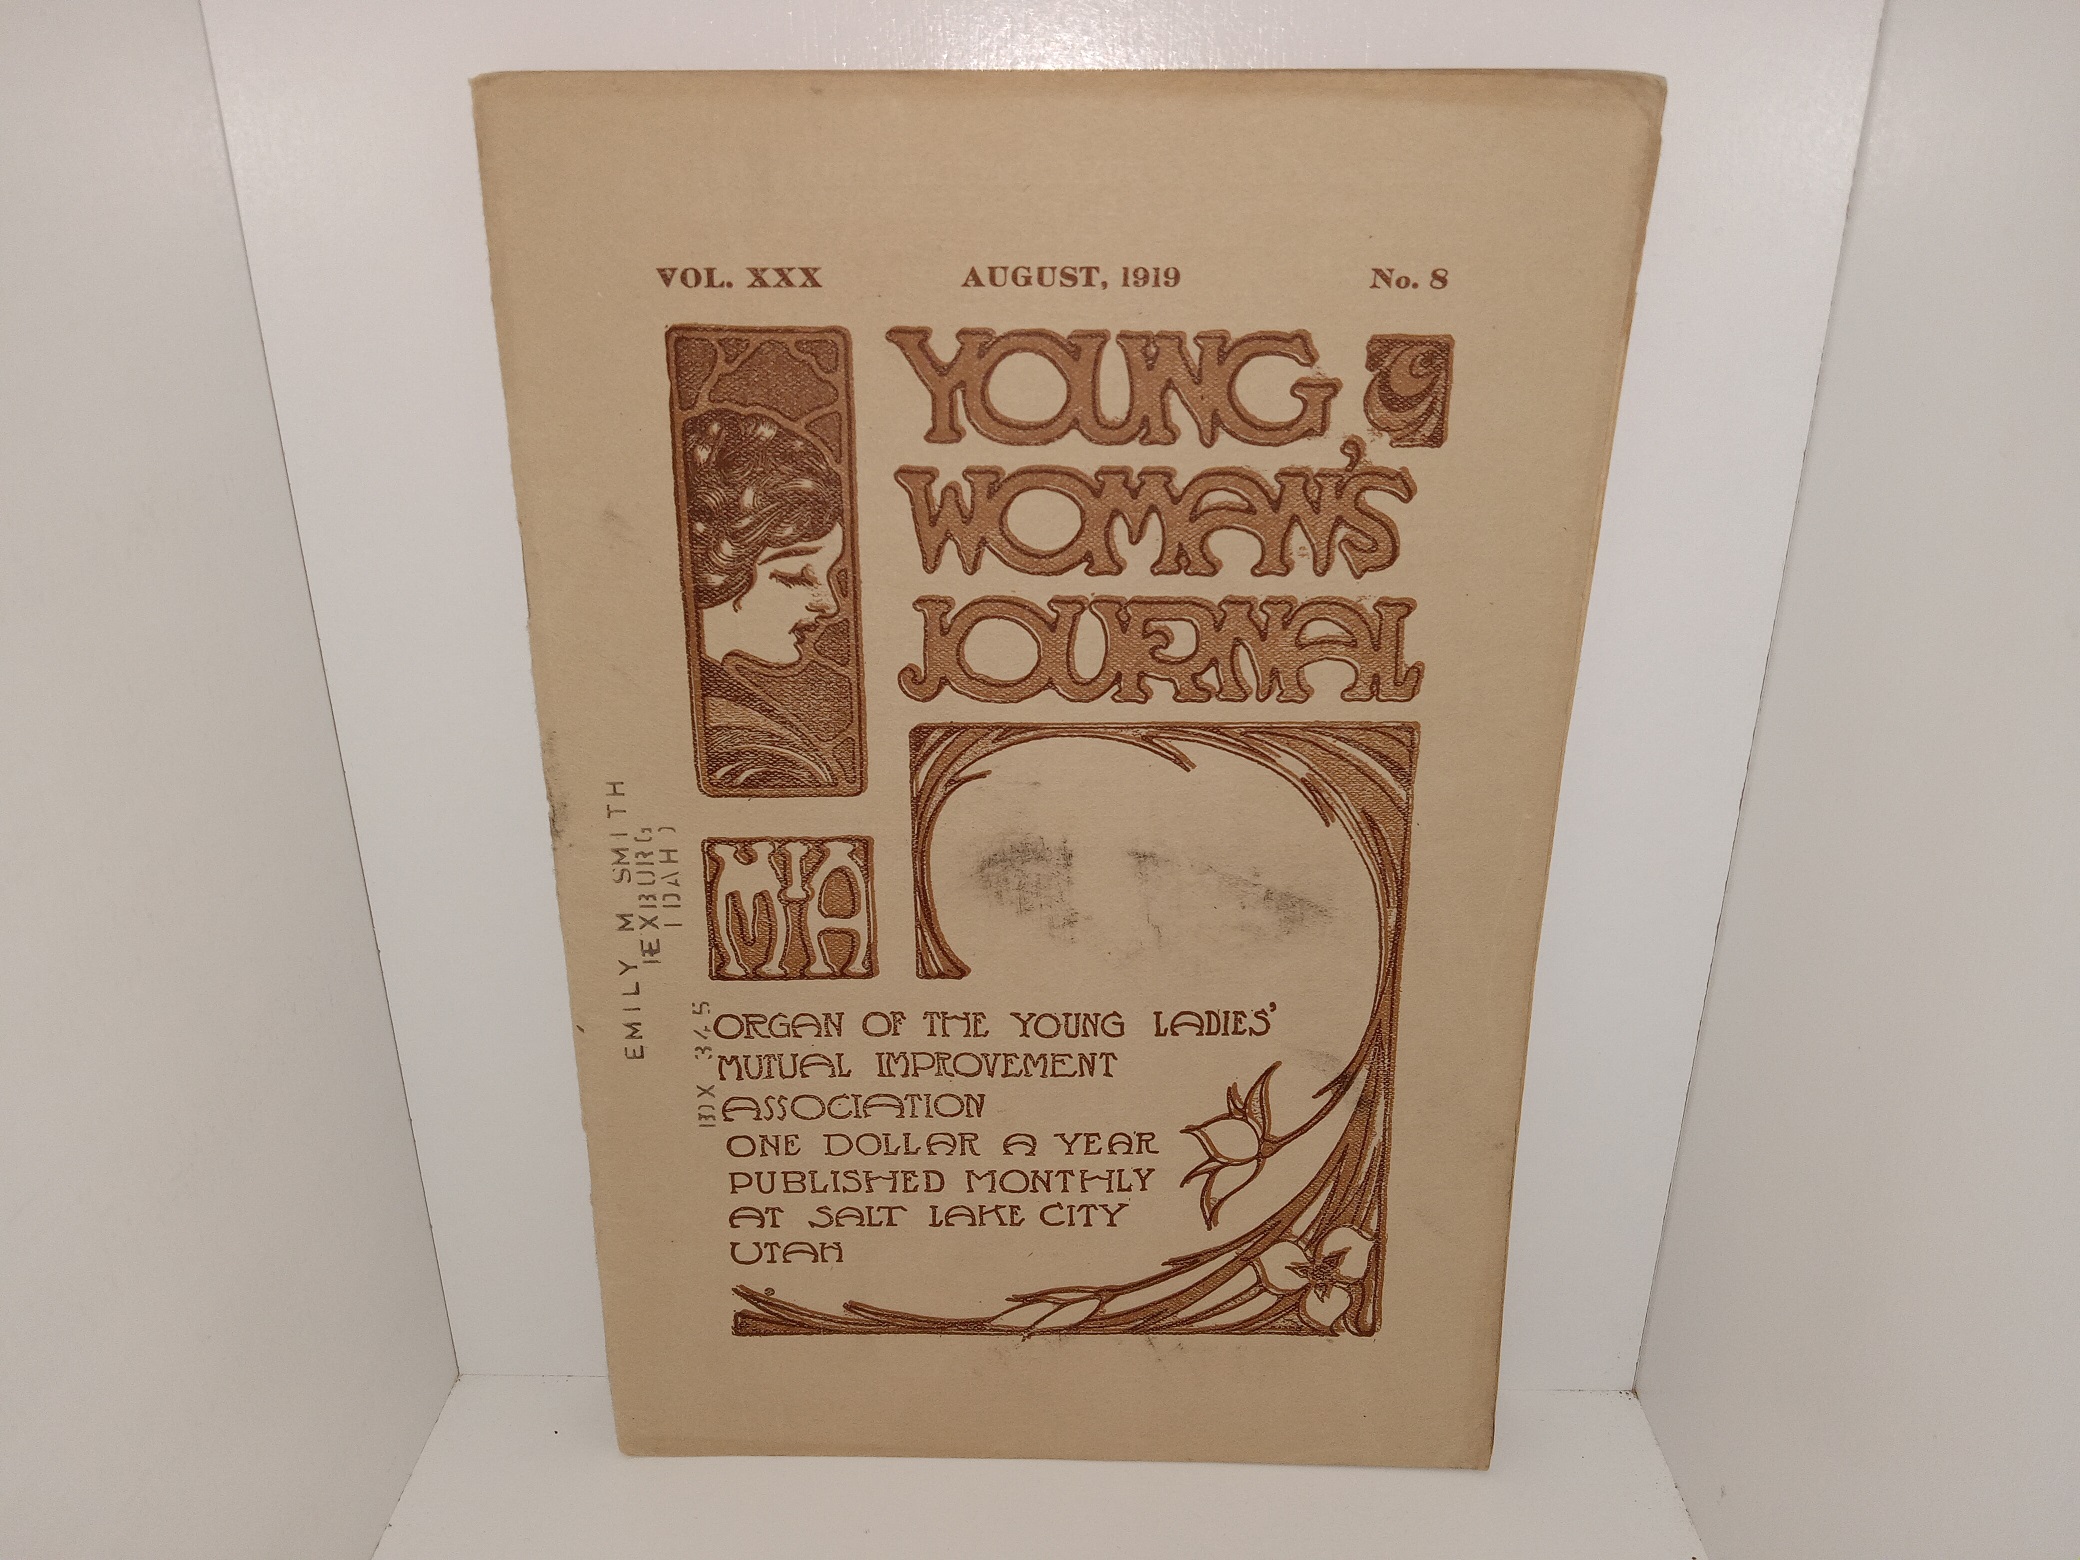 VOL. XXX AUGUST, 1919 No. 8
YOUNG
WOMAN'S
JOURNAL
MIA
ORGAN OF THE YOUNG LADIES'
MUTUAL IMPROVEMENT
ASSOCIATION
ONE DOLLAR A YEAR
PUBLISHED MONTHLY
AT SALT LAKE CITY
UTAH
EMILY M SMITH
REXBURG
IDAHO
BOX 345